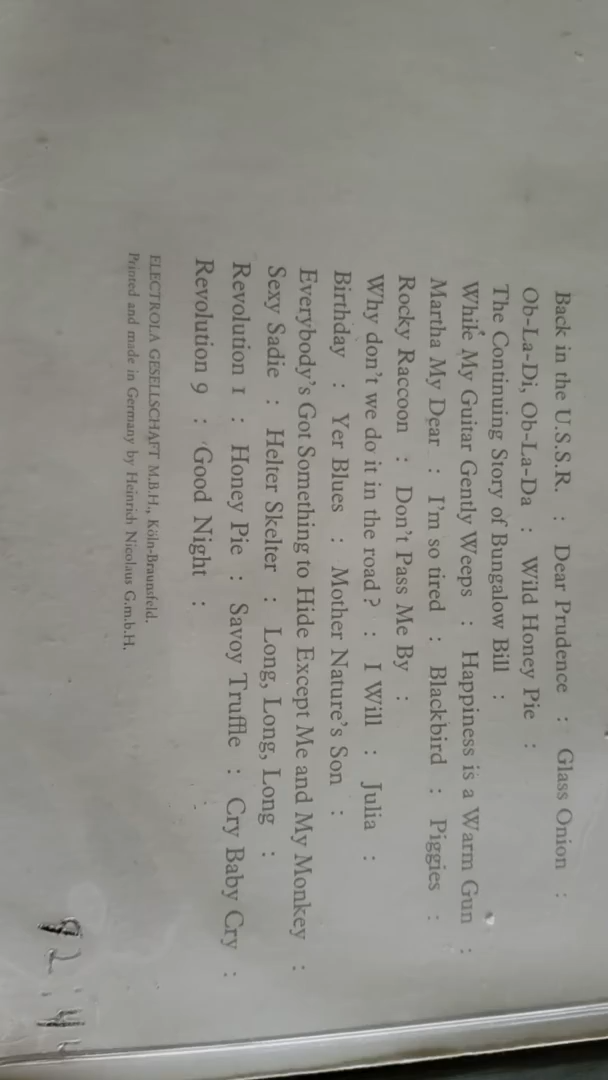 Back in the U.S.S.R. : Dear Prudence : Glass Onion :
Ob-La-Di, Ob-La-Da : Wild Honey Pie :
The Continuing Story of Bungalow Bill :
While My Guitar Gently Weeps : Happiness is a Warm Gun :
Martha My Dear : I'm so tired : Blackbird : Piggies :
Rocky Raccoon : Don't Pass Me By :
Why don't we do it in the road? : I Will : Julia :
Birthday : Yer Blues : Mother Nature's Son :
Everybody's Got Something to Hide Except Me and My Monkey :
Sexy Sadie : Helter Skelter : Long, Long, Long :
Revolution 1 : Honey Pie : Savoy Truffle : Cry Baby Cry :
Revolution 9 : Good Night :
ELECTROLA GESELLSCHAFT M.B.H., Köln-Braunsfeld.
Printed and made in Germany by Heinrich Nicolaus G.m.b.H.